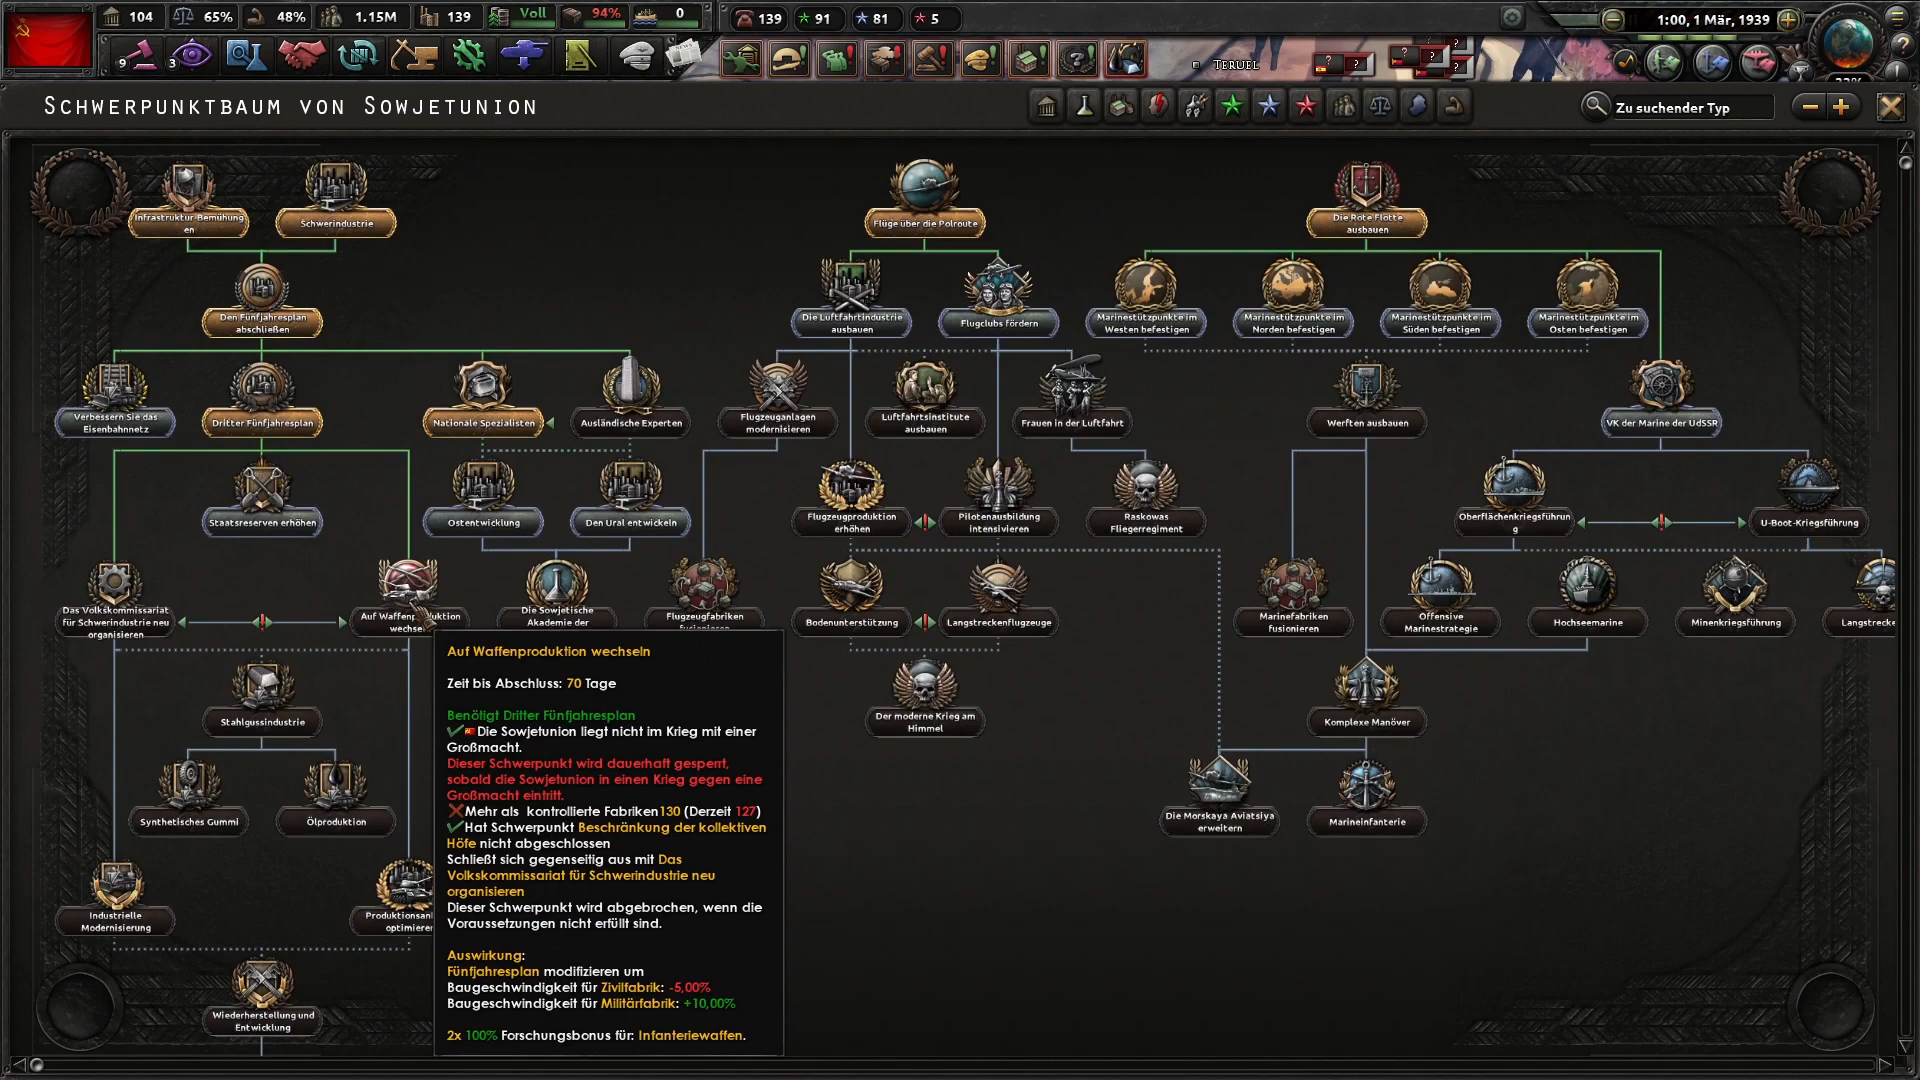 104
65%
48%
1.15M
139
Voll
94%
0
139
91
81
5
1:00, 1 Mär, 1939
9
3
TERUEL
SCHWERPUNKTBAUM VON SOWJETUNION
Zu suchender Typ
Infrastruktur-Bemühung
en
Schwerindustrie
Flüge über die Polroute
Die Rote Flotte
ausbauen
Den Fünfjahresplan
abschließen
Die Luftfahrtindustrie
ausbauen
Flugclubs fördern
Marinestützpunkte im
Westen befestigen
Marinestützpunkte im
Norden befestigen
Marinestützpunkte im
Süden befestigen
Marinestützpunkte im
Osten befestigen
Verbessern Sie das
Eisenbahnnetz
Dritter Fünfjahresplan
Nationale Spezialisten
Ausländische Experten
Flugzeuganlagen
modernisieren
Luftfahrtsinstitute
ausbauen
Frauen in der Luftfahrt
Werften ausbauen
VK der Marine der UdSSR
Staatsreserven erhöhen
Ostentwicklung
Den Ural entwickeln
Flugzeugproduktion
erhöhen
Pilotenausbildung
intensivieren
Raskowas
Fliegerregiment
Oberflächenkriegsführun
g
U-Boot-Kriegsführung
Das Volkskommissariat
für Schwerindustrie neu
organisieren
Auf Waffenproduktion
wechseln
Die Sowjetische
Akademie der
Flugzeugfabriken
fusionieren
Bodenunterstützung
Langstreckenflugzeuge
Marinefabriken
fusionieren
Offensive
Marinestrategie
Hochseemarine
Minenkriegsführung
Langstrecke
Stahlgussindustrie
Der moderne Krieg am
Himmel
Komplexe Manöver
Synthetisches Gummi
Ölproduktion
Die Morskaya Aviatsiya
erweitern
Marineinfanterie
Industrielle
Modernisierung
Produktionsanl
optimiere
Wiederherstellung und
Entwicklung
Auf Waffenproduktion wechseln
Zeit bis Abschluss: 70 Tage
Benötigt Dritter Fünfjahresplan
Die Sowjetunion liegt nicht im Krieg mit einer
Großmacht.
Dieser Schwerpunkt wird dauerhaft gesperrt,
sobald die Sowjetunion in einen Krieg gegen eine
Großmacht eintritt.
Mehr als kontrollierte Fabriken130 (Derzeit 127)
Hat Schwerpunkt Beschränkung der kollektiven
Höfe nicht abgeschlossen
Schließt sich gegenseitig aus mit Das
Volkskommissariat für Schwerindustrie neu
organisieren
Dieser Schwerpunkt wird abgebrochen, wenn die
Voraussetzungen nicht erfüllt sind.
Auswirkung:
Fünfjahresplan modifizieren um
Baugeschwindigkeit für Zivilfabrik: -5,00%
Baugeschwindigkeit für Militärfabrik: +10,00%
2x 100% Forschungsbonus für: Infanteriewaffen.